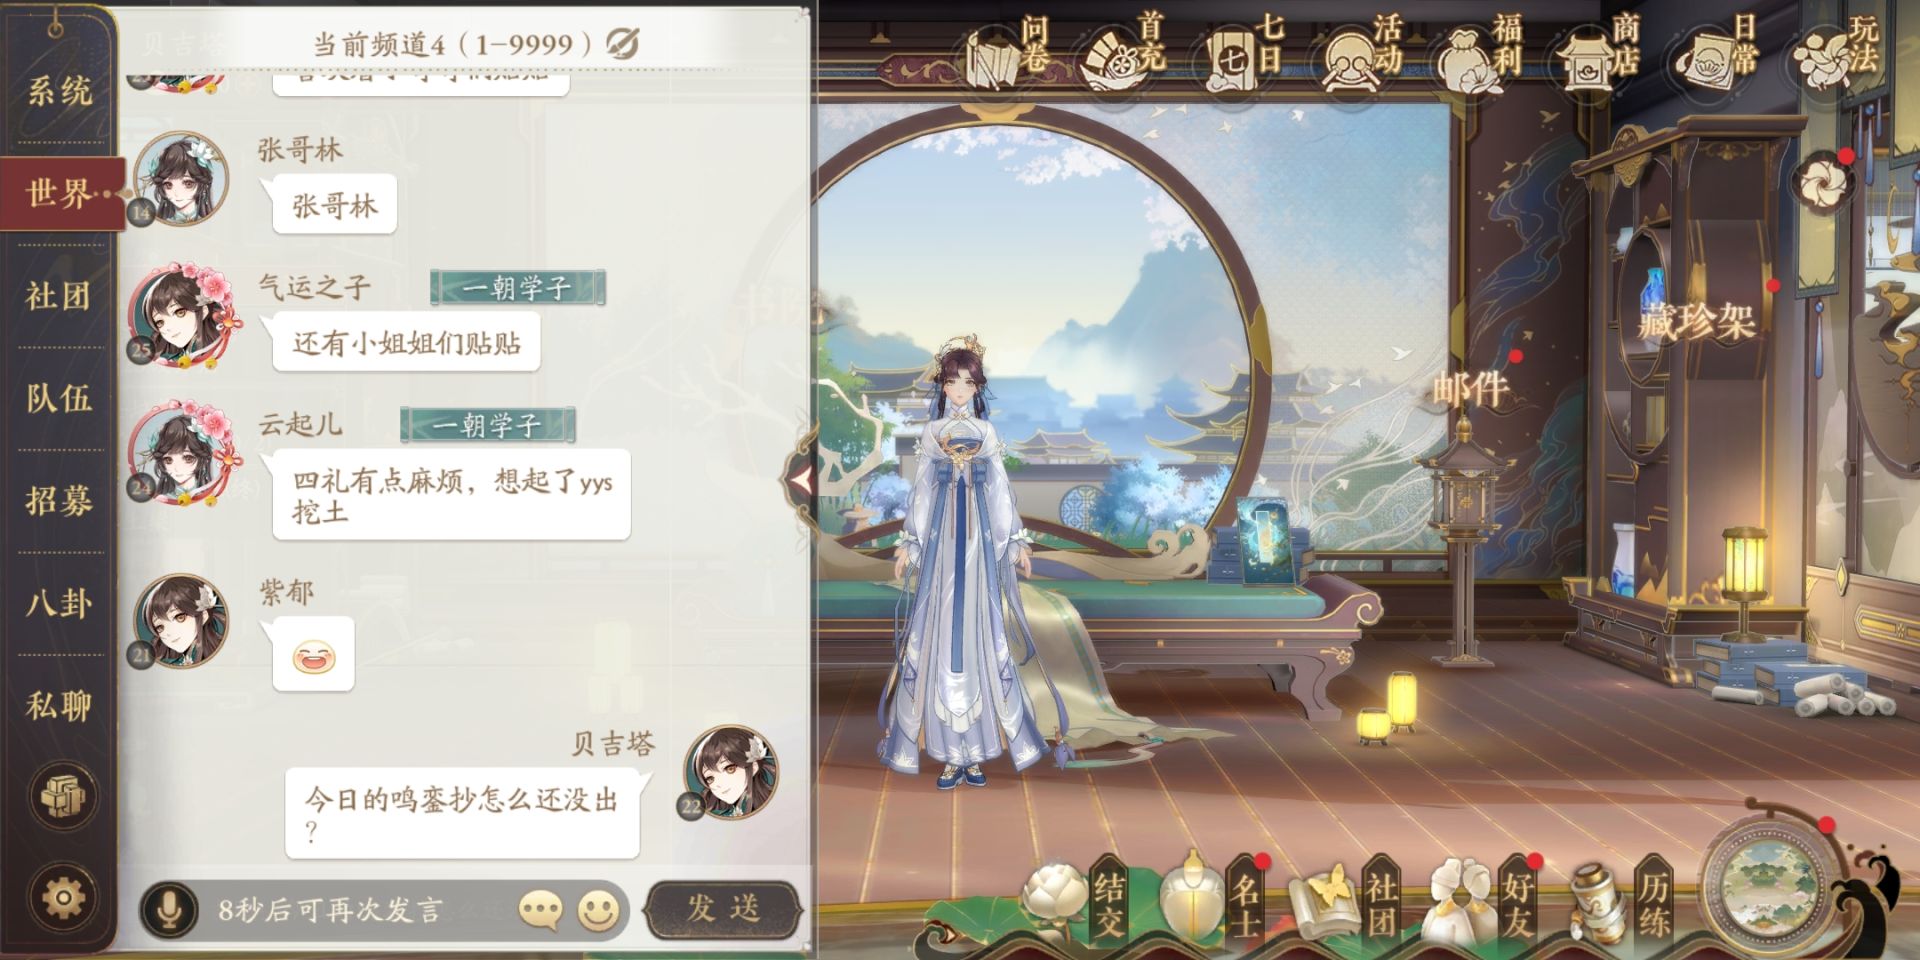 当前频道4（1-9999）
系统
世界
社团
队伍
招募
八卦
私聊
14
张哥林
张哥林
25
气运之子
一朝学子
还有小姐姐们贴贴
24
云起儿
一朝学子
四礼有点麻烦，想起了yys
挖土
21
紫郁
贝吉塔
22
今日的鸣銮抄怎么还没出
？
8秒后可再次发言
发送
问卷
首充
七日
七
活动
福利
商店
日常
玩法
藏珍架
邮件
结交
名士
社团
好友
历练